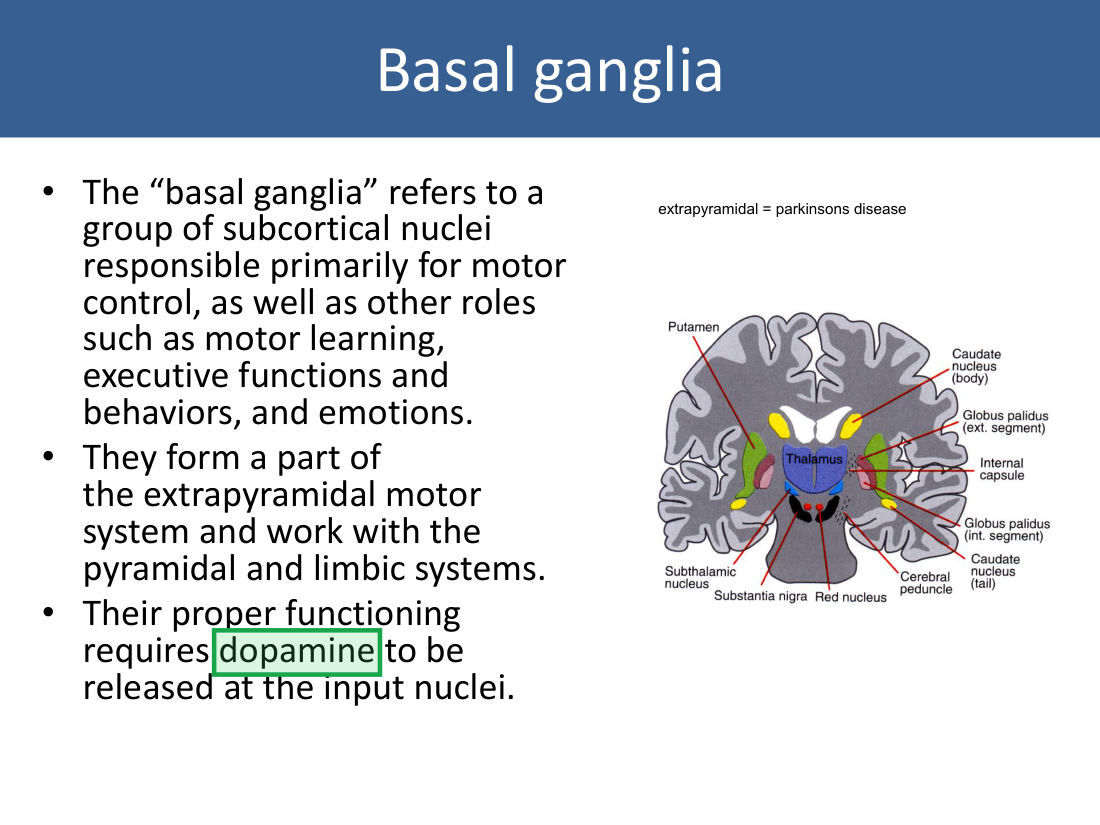 Basal ganglia
• The “basal ganglia” refers to a
group of subcortical nuclei
responsible primarily for motor
control, as well as other roles
such as motor learning,
executive functions and
behaviors, and emotions.
• They form a part of
the extrapyramidal motor
system and work with the
pyramidal and limbic systems.
• Their proper functioning
requires dopamine to be
released at the input nuclei.
extrapyramidal = parkinsons disease
Putamen
Caudate
nucleus
(body)
Globus palidus
(ext. segment)
Thalamus
Internal
capsule
Globus palidus
(int. segment)
Caudate
nucleus
(tail)
Cerebral
peduncle
Subthalamic
nucleus
Substantia nigra
Red nucleus